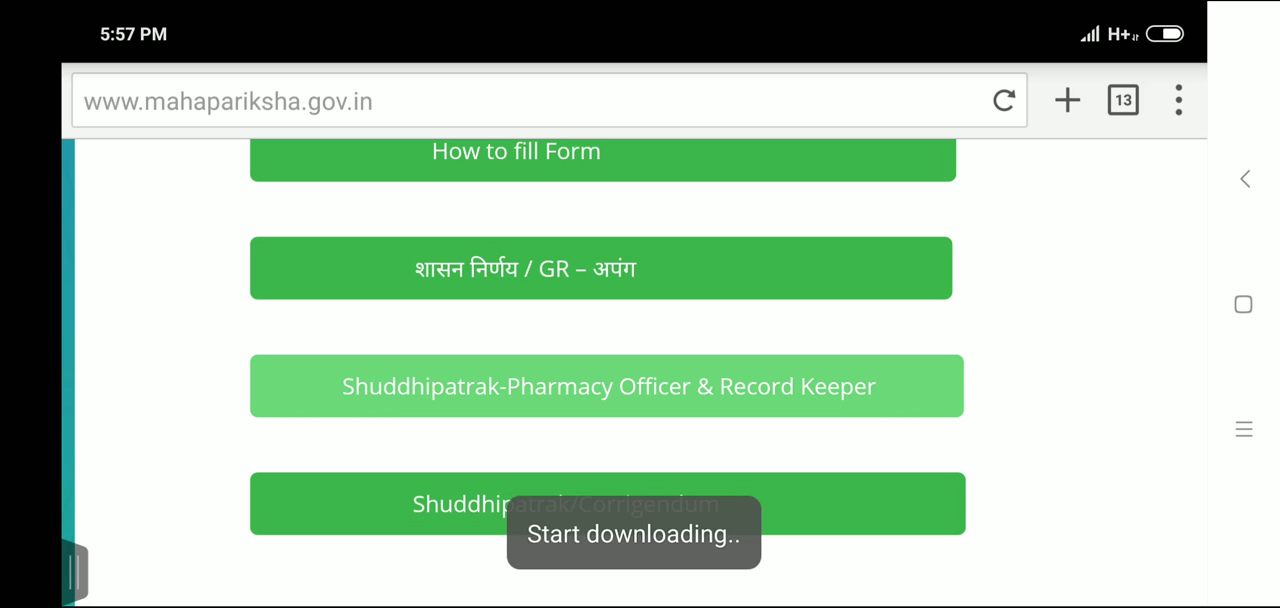 5:57 PM
H+
www.mahapariksha.gov.in
13
How to fill Form
शासन निर्णय / GR – अपंग
Shuddhipatrak-Pharmacy Officer & Record Keeper
Shuddhipatrak/Corrigendum
Start downloading..